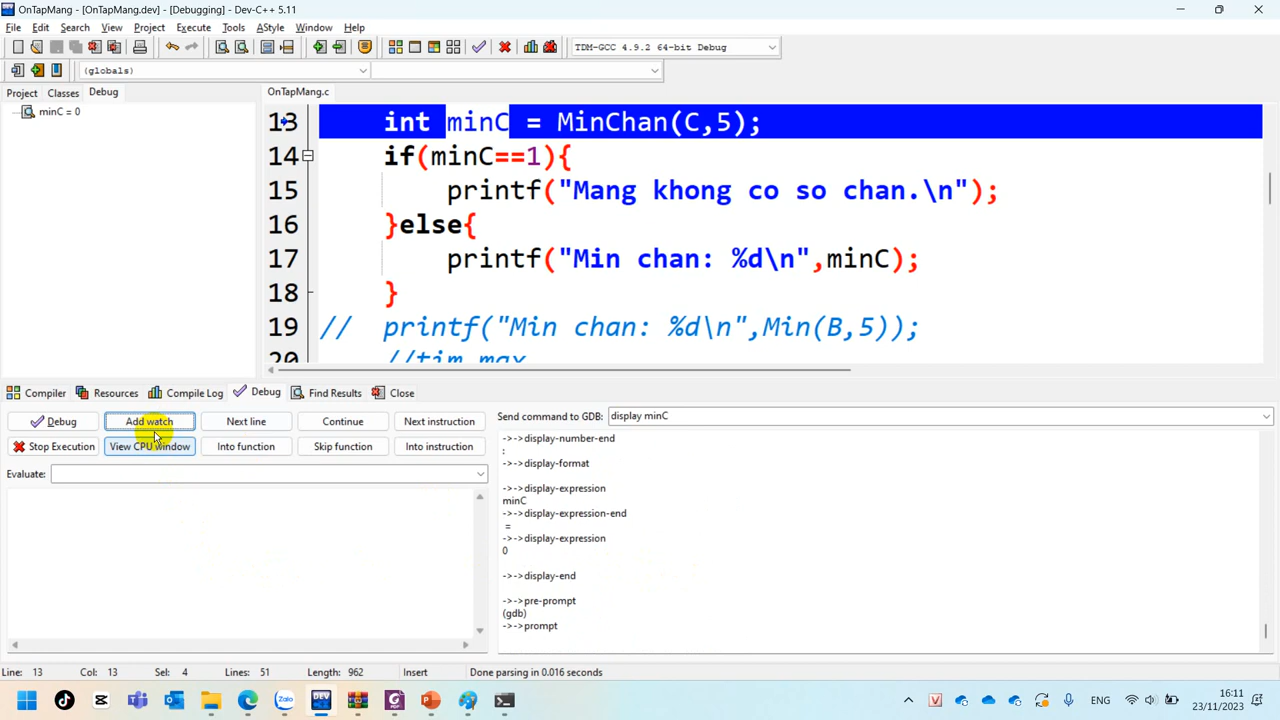 OnTapMang - [OnTapMang.dev] - [Debugging] - Dev-C++ 5.11
File Edit Search View Project Execute Tools AStyle Window Help
TDM-GCC 4.9.2 64-bit Debug
(globals)
Project Classes Debug
minC = 0
OnTapMang.c
13 int minC = MinChan(C,5);
14 if(minC==1){
15 printf("Mang khong co so chan.\n");
16 }else{
17 printf("Min chan: %d\n",minC);
18 }
19 // printf("Min chan: %d\n",Min(B,5));
20 //tim max
Compiler Resources Compile Log Debug Find Results Close
Debug Add watch Next line Continue Next instruction
Stop Execution View CPU window Into function Skip function Into instruction
Evaluate:
Send command to GDB: display minC
->->display-number-end
:
->->display-format
->->display-expression
minC
->->display-expression-end
=
->->display-expression
0
->->display-end
->->pre-prompt
(gdb)
->->prompt
Line: 13 Col: 13 Sel: 4 Lines: 51 Length: 962 Insert Done parsing in 0.016 seconds
Zalo
DEV
ENG
16:11
23/11/2023